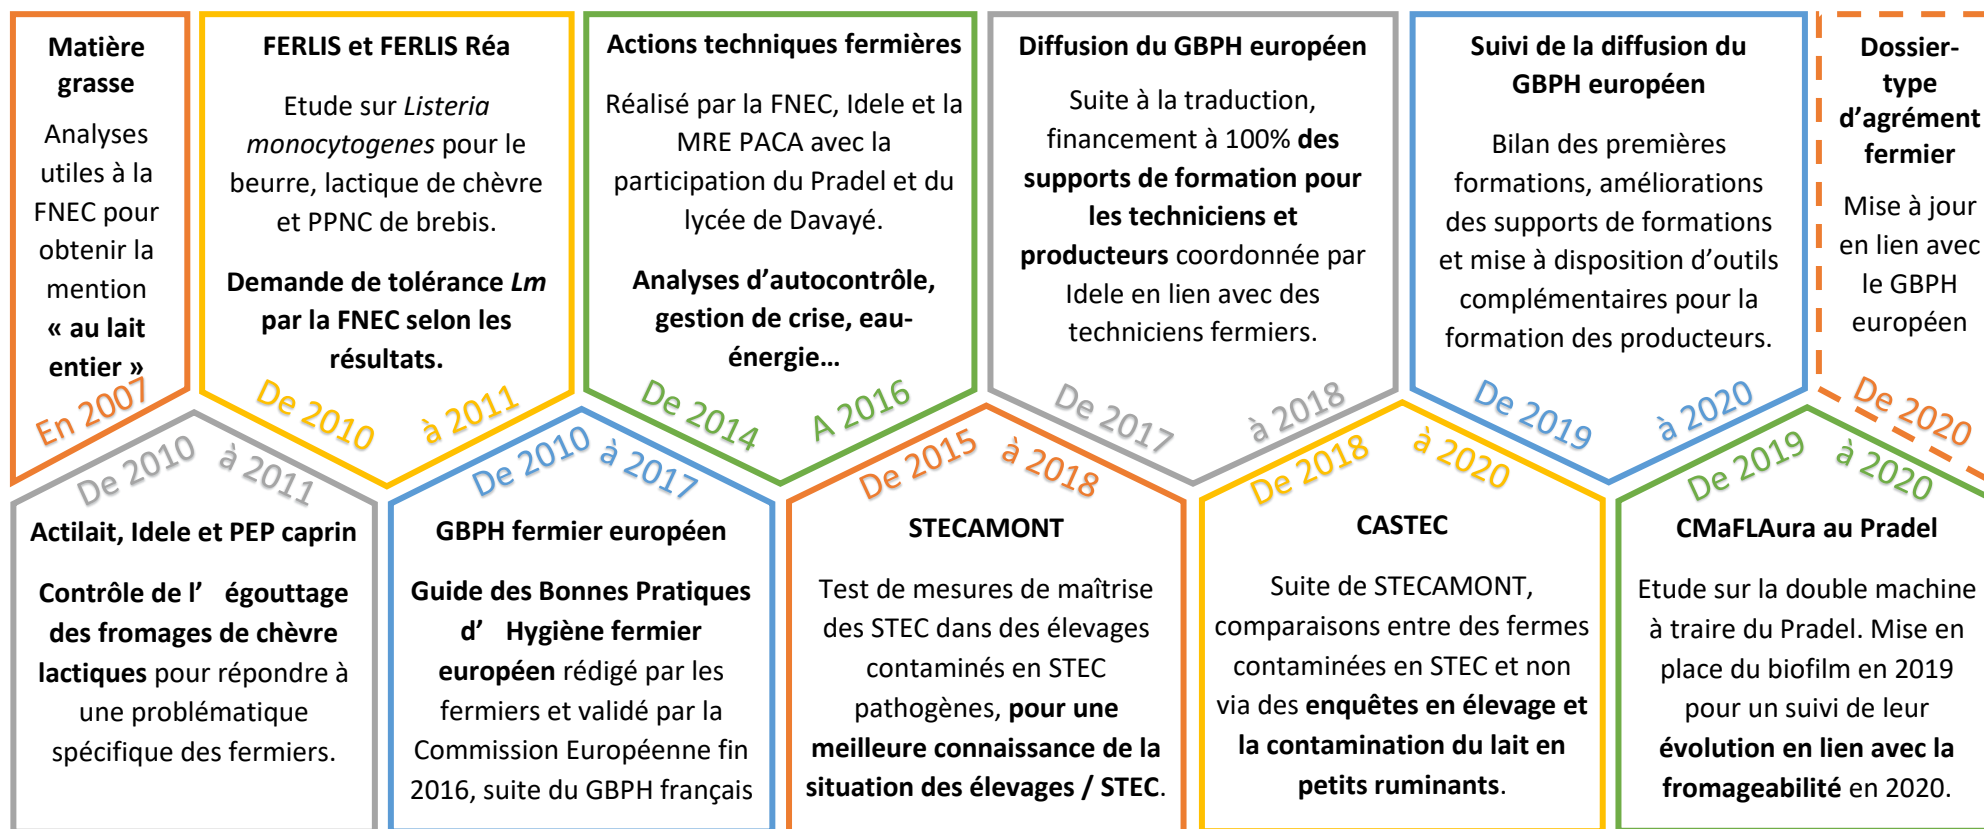 Matière
grasse
Analyses
utiles à la
FNEC pour
obtenir la
mention
« au lait
entier »
En 2007
FERLIS et FERLIS Réa
Etude sur Listeria
monocytogenes pour le
beurre, lactique de chèvre
et PPNC de brebis.
Demande de tolérance Lm
par la FNEC selon les
résultats.
De 2010 à 2011
Actions techniques fermières
Réalisé par la FNEC, Idele et la
MRE PACA avec la
participation du Pradel et du
lycée de Davayé.
Analyses d'autocontrôle,
gestion de crise, eau-
énergie…
De 2014 A 2016
Diffusion du GBPH européen
Suite à la traduction,
financement à 100% des
supports de formation pour
les techniciens et
producteurs coordonnée par
Idele en lien avec des
techniciens fermiers.
De 2017 à 2018
Suivi de la diffusion du
GBPH européen
Bilan des premières
formations, améliorations
des supports de formations
et mise à disposition d'outils
complémentaires pour la
formation des producteurs.
De 2019 à 2020
Dossier-
type
d'agrément
fermier
Mise à jour
en lien avec
le GBPH
européen
De 2020
De 2010 à 2011
Actilait, Idele et PEP caprin
Contrôle de l' égouttage
des fromages de chèvre
lactiques pour répondre à
une problématique
spécifique des fermiers.
De 2010 à 2017
GBPH fermier européen
Guide des Bonnes Pratiques
d' Hygiène fermier
européen rédigé par les
fermiers et validé par la
Commission Européenne fin
2016, suite du GBPH français
De 2015 à 2018
STECAMONT
Test de mesures de maîtrise
des STEC dans des élevages
contaminés en STEC
pathogènes, pour une
meilleure connaissance de la
situation des élevages / STEC.
De 2018 à 2020
CASTEC
Suite de STECAMONT,
comparaisons entre des fermes
contaminées en STEC et non
via des enquêtes en élevage et
la contamination du lait en
petits ruminants.
De 2019 à 2020
CMaFLAura au Pradel
Etude sur la double machine
à traire du Pradel. Mise en
place du biofilm en 2019
pour un suivi de leur
évolution en lien avec la
fromageabilité en 2020.